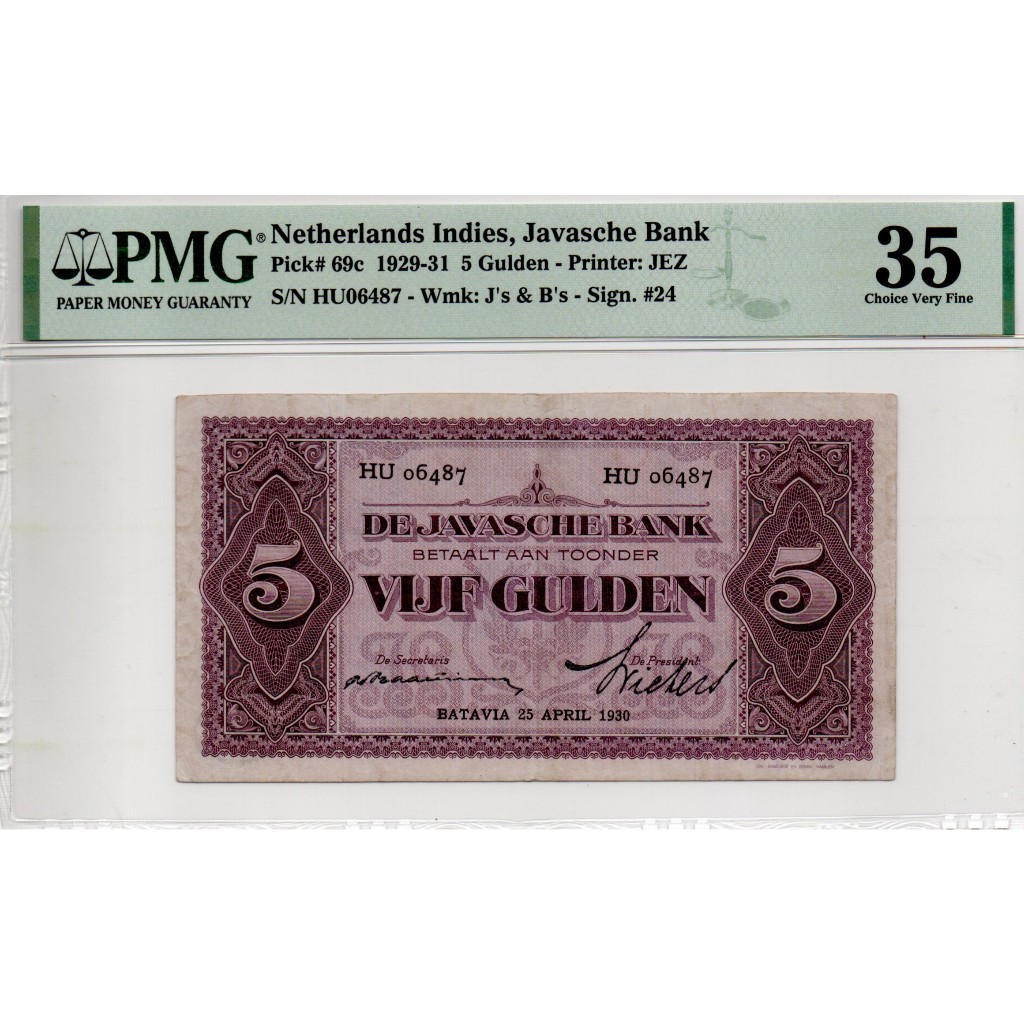 PMG®
PAPER MONEY GUARANTY
Netherlands Indies, Javasche Bank
Pick# 69c 1929-31 5 Gulden - Printer: JEZ
S/N HU06487 - Wmk: J's & B's - Sign. #24
35
Choice Very Fine
HU 06487 HU 06487
DE JAVASCHE BANK
BETAALT AAN TOONDER
VIJF GULDEN
5 5
De Secretaris De President
BATAVIA 25 APRIL 1930